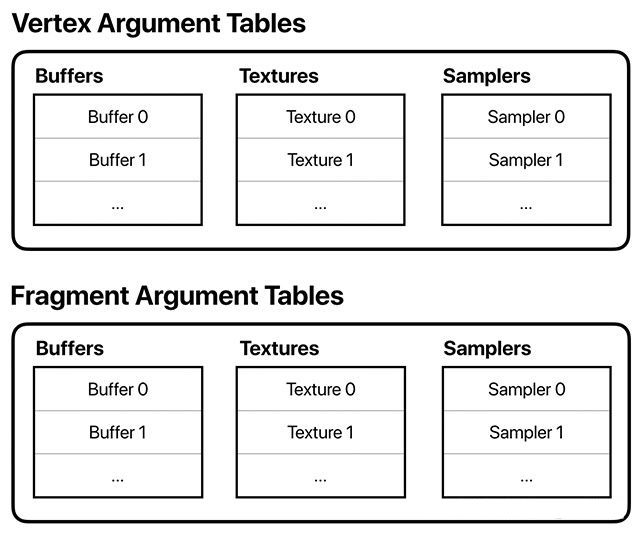 Vertex Argument Tables
Buffers Textures Samplers
Buffer 0 Texture 0 Sampler 0
Buffer 1 Texture 1 Sampler 1
... ... ...
Fragment Argument Tables
Buffers Textures Samplers
Buffer 0 Texture 0 Sampler 0
Buffer 1 Texture 1 Sampler 1
... ... ...